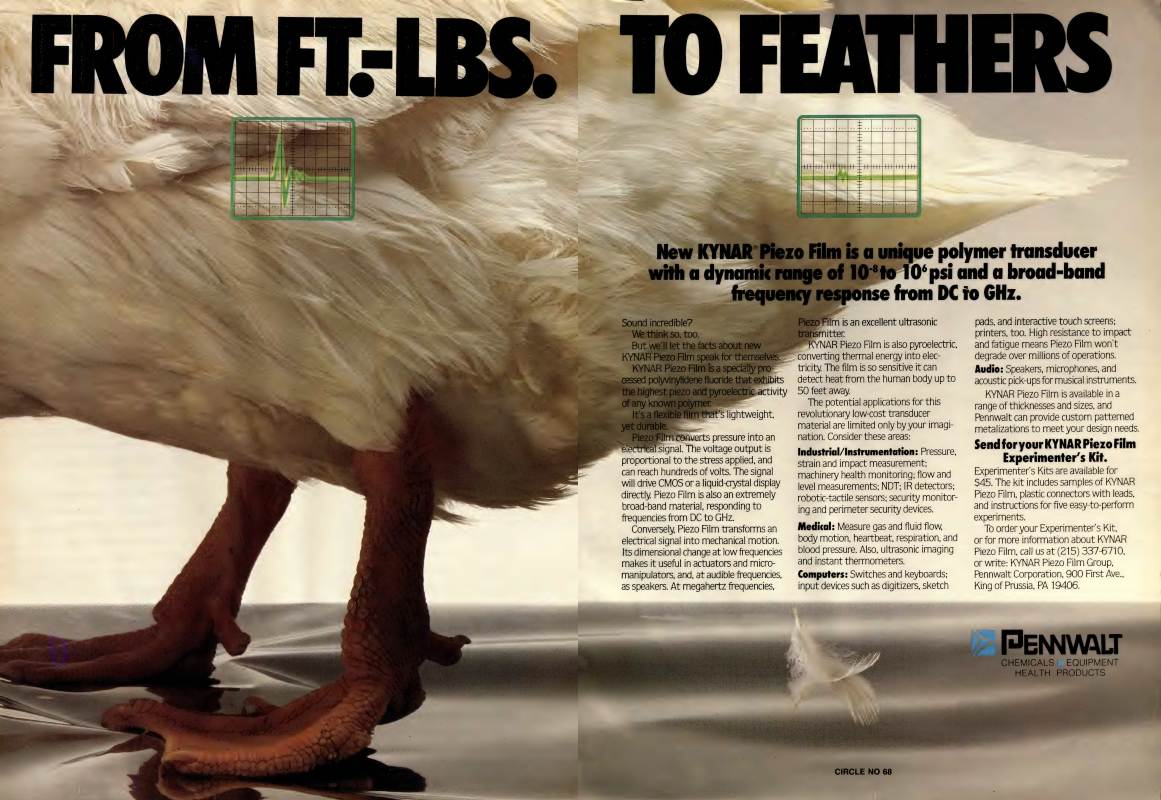 FROM FT.-LBS. TO FEATHERS
New KYNAR® Piezo Film is a unique polymer transducer
with a dynamic range of 10⁻⁸ to 10⁶ psi and a broad-band
frequency response from DC to GHz.
Sound incredible?
We think so, too.
But we'll let the facts about new
KYNAR Piezo Film speak for themselves.
KYNAR Piezo Film is a specially pro-
cessed polyvinylidene fluoride that exhibits
the highest piezo and pyroelectric activity
of any known polymer.
It's a flexible film that's lightweight,
yet durable.
Piezo Film converts pressure into an
electrical signal. The voltage output is
proportional to the stress applied, and
can reach hundreds of volts. The signal
will drive CMOS or a liquid-crystal display
directly. Piezo Film is also an extremely
broad-band material, responding to
frequencies from DC to GHz.
Conversely, Piezo Film transforms an
electrical signal into mechanical motion.
Its dimensional change at low frequencies
makes it useful in actuators and micro-
manipulators, and, at audible frequencies,
as speakers. At megahertz frequencies,
Piezo Film is an excellent ultrasonic
transmitter.
KYNAR Piezo Film is also pyroelectric,
converting thermal energy into elec-
tricity. The film is so sensitive it can
detect heat from the human body up to
50 feet away.
The potential applications for this
revolutionary low-cost transducer
material are limited only by your imagi-
nation. Consider these areas:
Industrial/Instrumentation: Pressure,
strain and impact measurement;
machinery health monitoring; flow and
level measurements; NDT; IR detectors;
robotic-tactile sensors; security monitor-
ing and perimeter security devices.
Medical: Measure gas and fluid flow,
body motion, heartbeat, respiration, and
blood pressure. Also, ultrasonic imaging
and instant thermometers.
Computers: Switches and keyboards;
input devices such as digitizers, sketch
pads, and interactive touch screens;
printers, too. High resistance to impact
and fatigue means Piezo Film won't
degrade over millions of operations.
Audio: Speakers, microphones, and
acoustic pick-ups for musical instruments.
KYNAR Piezo Film is available in a
range of thicknesses and sizes, and
Pennwalt can provide custom patterned
metalizations to meet your design needs.
Send for your KYNAR Piezo Film
Experimenter's Kit.
Experimenter's Kits are available for
$45. The kit includes samples of KYNAR
Piezo Film, plastic connectors with leads,
and instructions for five easy-to-perform
experiments.
To order your Experimenter's Kit,
or for more information about KYNAR
Piezo Film, call us at (215) 337-6710,
or write: KYNAR Piezo Film Group,
Pennwalt Corporation, 900 First Ave.,
King of Prussia, PA 19406.
PENNWALT
CHEMICALS ■ EQUIPMENT
HEALTH PRODUCTS
CIRCLE NO 68